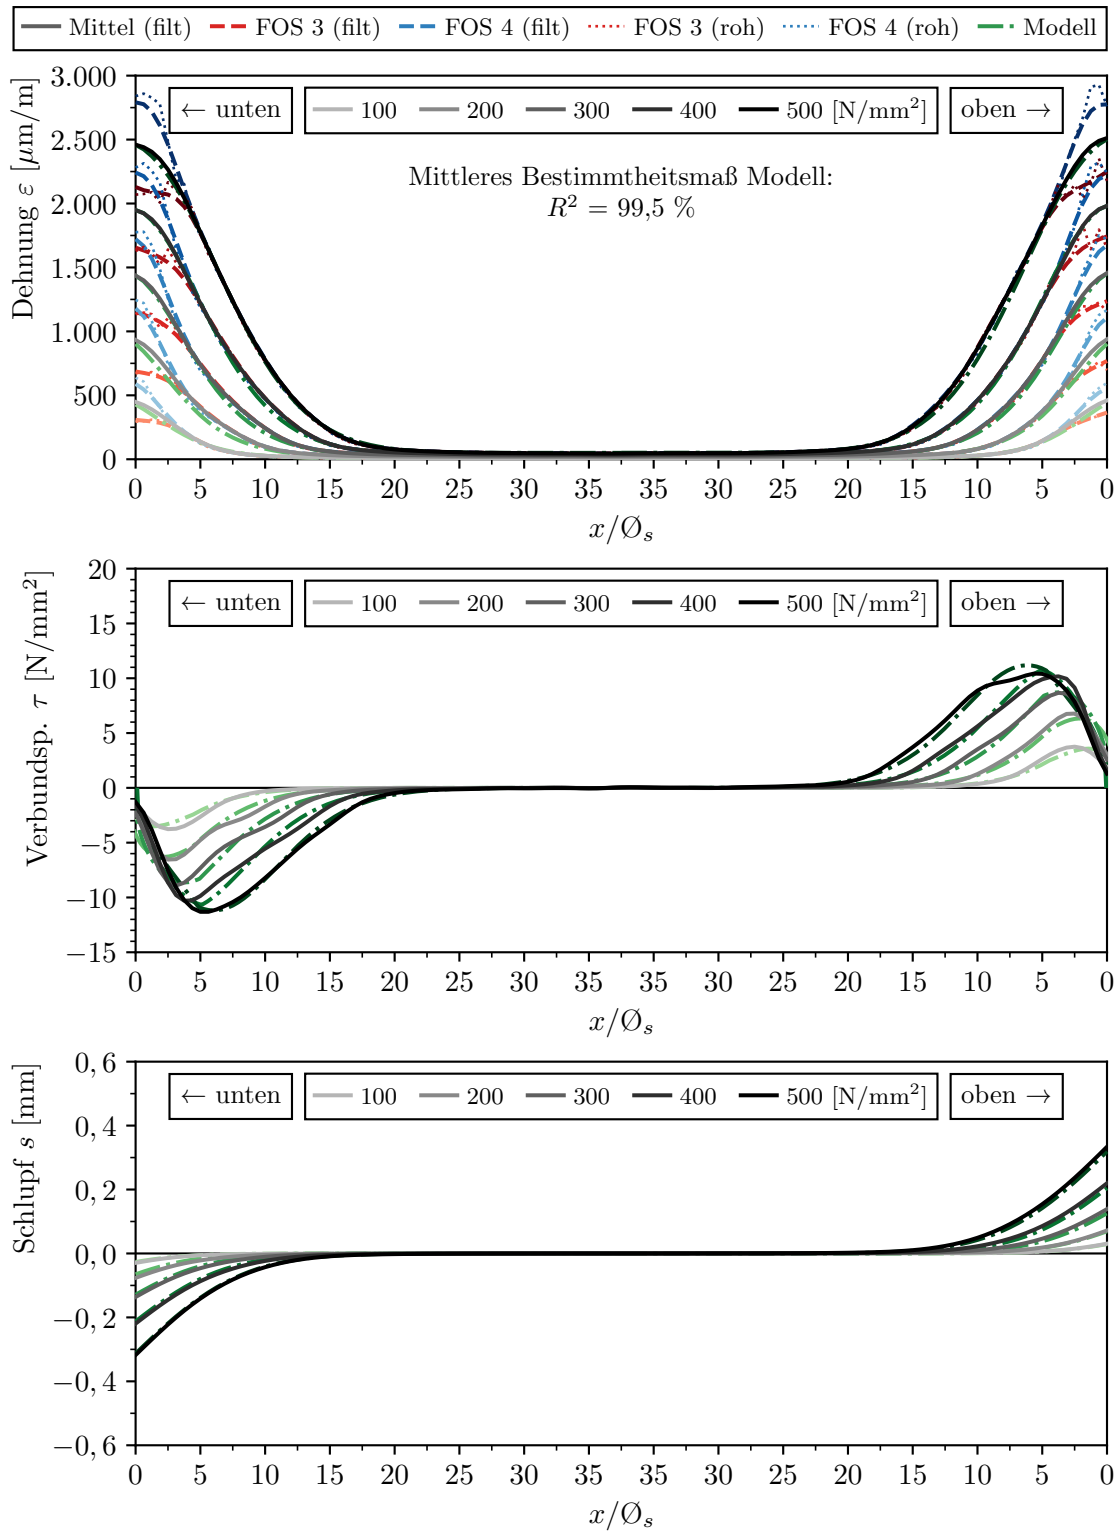 Mittel (filt) FOS 3 (filt) FOS 4 (filt) FOS 3 (roh) FOS 4 (roh) Modell
Dehnung ε [μm/m]
3.000
2.500
2.000
1.500
1.000
500
0
← unten
100 200 300 400 500 [N/mm²]
oben →
Mittleres Bestimmtheitsmaß Modell:
R² = 99,5 %
0 5 10 15 20 25 30 35 35 30 25 20 15 10 5 0
x/Ø_s
Verbundsp. τ [N/mm²]
20
15
10
5
0
−5
−10
−15
← unten
100 200 300 400 500 [N/mm²]
oben →
0 5 10 15 20 25 30 35 35 30 25 20 15 10 5 0
x/Ø_s
Schlupf s [mm]
0,6
0,4
0,2
0,0
−0,2
−0,4
−0,6
← unten
100 200 300 400 500 [N/mm²]
oben →
0 5 10 15 20 25 30 35 35 30 25 20 15 10 5 0
x/Ø_s